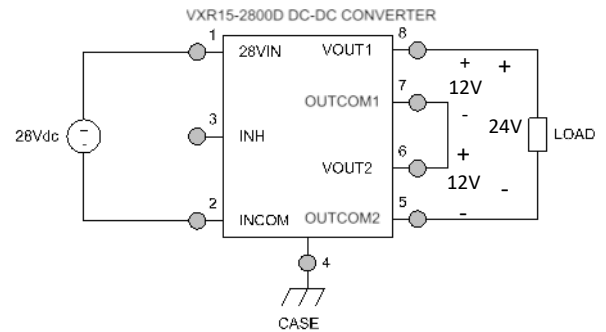 VXR15-2800D DC-DC CONVERTER
1
28VIN
VOUT1
8
28Vdc
3
INH
OUTCOM1
7
VOUT2
6
2
INCOM
OUTCOM2
5
+
12V
-
+
12V
-
+
24V
-
LOAD
4
CASE